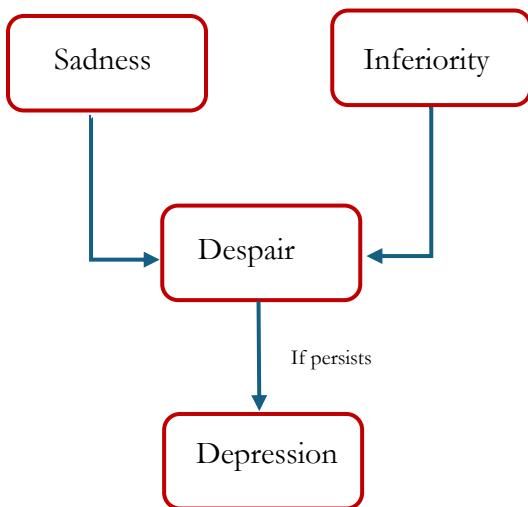 Sadness
Inferiority
Despair
If persists
Depression